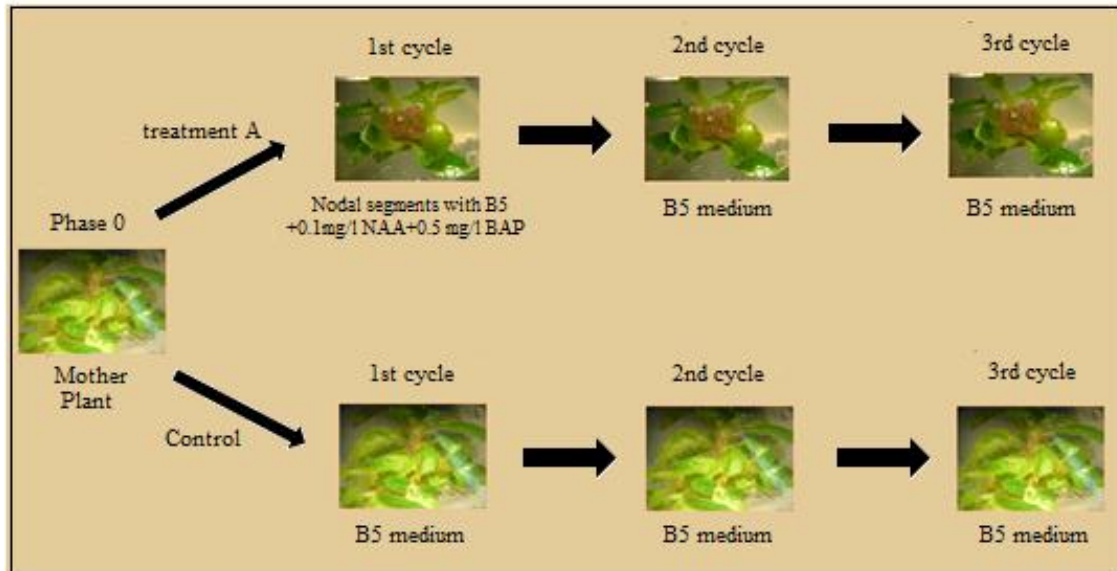 1st cycle
2nd cycle
3rd cycle
treatment A
Nodal segments with B5
+0.1mg/l NAA+0.5 mg/l BAP
B5 medium
B5 medium
Phase 0
Mother
Plant
Control
1st cycle
2nd cycle
3rd cycle
B5 medium
B5 medium
B5 medium